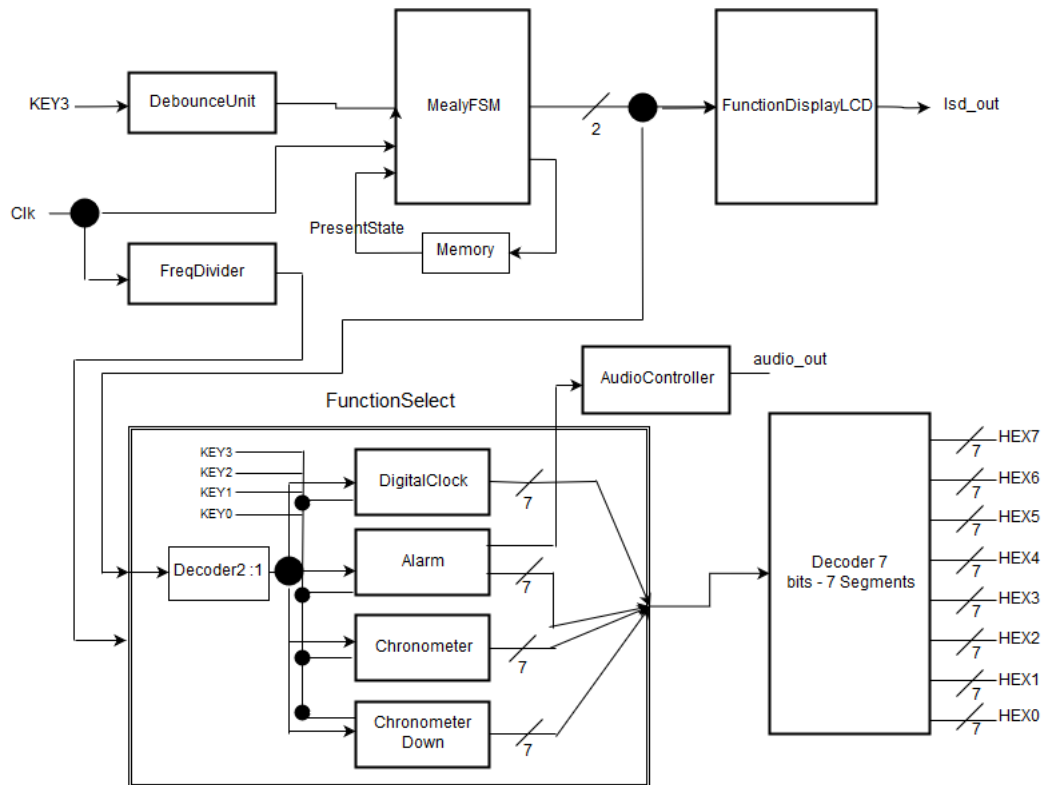 KEY3
DebounceUnit
MealyFSM
2
FunctionDisplayLCD
lsd_out
Clk
PresentState
Memory
FreqDivider
AudioController
audio_out
FunctionSelect
KEY3
KEY2
KEY1
KEY0
Decoder2 :1
DigitalClock
7
Alarm
7
Chronometer
7
Chronometer
Down
7
Decoder 7
bits - 7 Segments
HEX7
7
HEX6
7
HEX5
7
HEX4
7
HEX3
7
HEX2
7
HEX1
7
HEX0
7